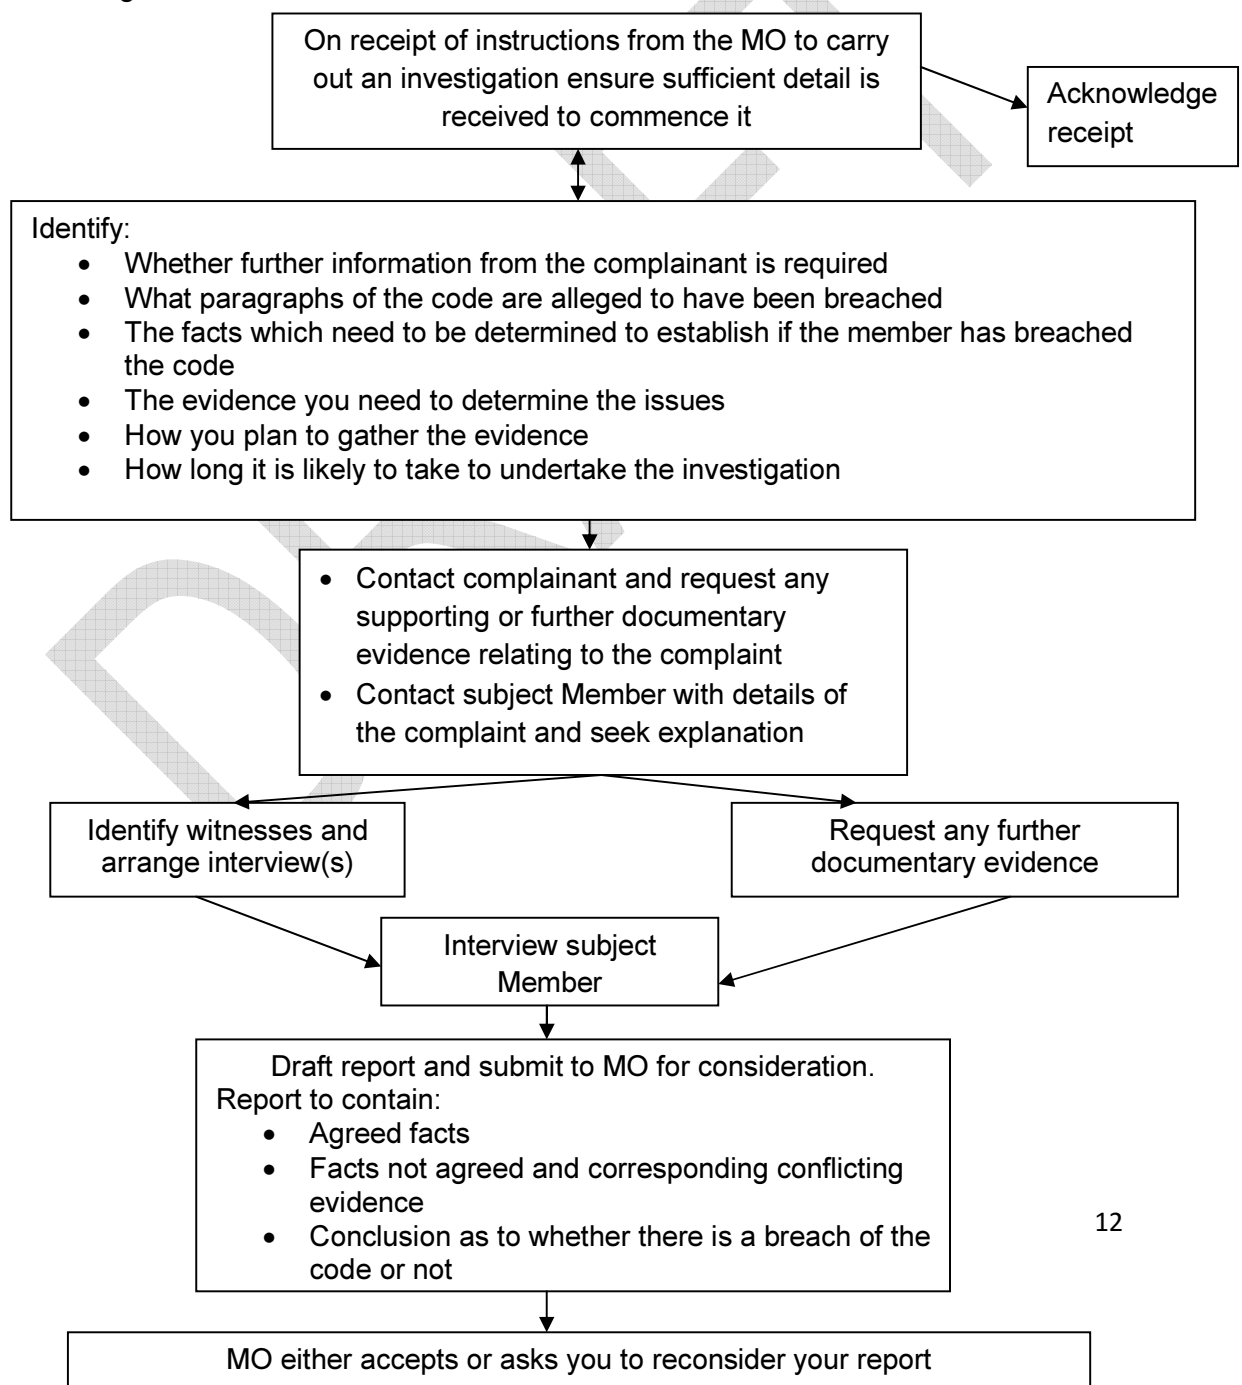 On receipt of instructions from the MO to carry
out an investigation ensure sufficient detail is
received to commence it
Acknowledge
receipt
Identify:
• Whether further information from the complainant is required
• What paragraphs of the code are alleged to have been breached
• The facts which need to be determined to establish if the member has breached
the code
• The evidence you need to determine the issues
• How you plan to gather the evidence
• How long it is likely to take to undertake the investigation
• Contact complainant and request any
supporting or further documentary
evidence relating to the complaint
• Contact subject Member with details of
the complaint and seek explanation
Identify witnesses and
arrange interview(s)
Request any further
documentary evidence
Interview subject
Member
Draft report and submit to MO for consideration.
Report to contain:
• Agreed facts
• Facts not agreed and corresponding conflicting
evidence
• Conclusion as to whether there is a breach of the
code or not
12
MO either accepts or asks you to reconsider your report